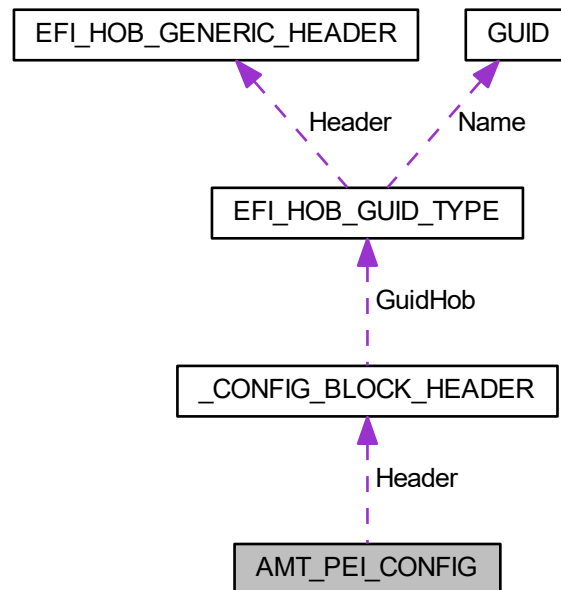 EFI_HOB_GENERIC_HEADER
GUID
Header
Name
EFI_HOB_GUID_TYPE
GuidHob
_CONFIG_BLOCK_HEADER
Header
AMT_PEI_CONFIG